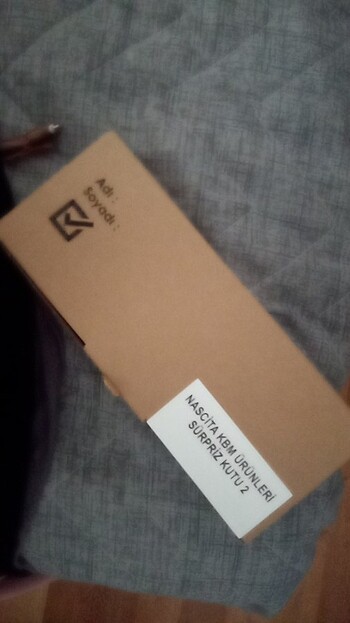 Adı :
Soyadı :
NASCİTA KBM ÜRÜNLERİ
SÜRPRİZ KUTU 2